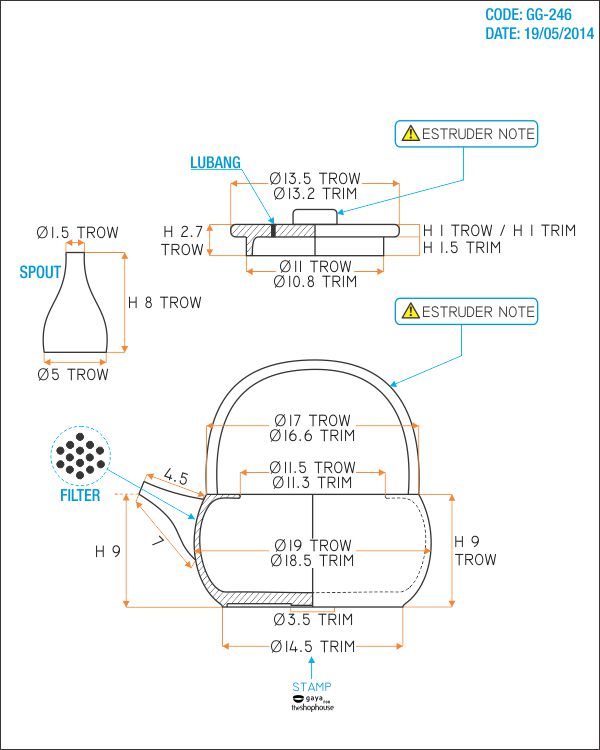 CODE: GG-246
DATE: 19/05/2014
ESTRUDER NOTE
LUBANG
Ø13.5 TROW
Ø13.2 TRIM
H 2.7
TROW
H 1 TROW / H 1 TRIM
H 1.5 TRIM
Ø11 TROW
Ø10.8 TRIM
Ø1.5 TROW
SPOUT
H 8 TROW
Ø5 TROW
ESTRUDER NOTE
Ø17 TROW
Ø16.6 TRIM
Ø11.5 TROW
Ø11.3 TRIM
FILTER
4.5
7
H 9
Ø19 TROW
Ø18.5 TRIM
H 9
TROW
Ø3.5 TRIM
Ø14.5 TRIM
STAMP
gaya
theshophouse